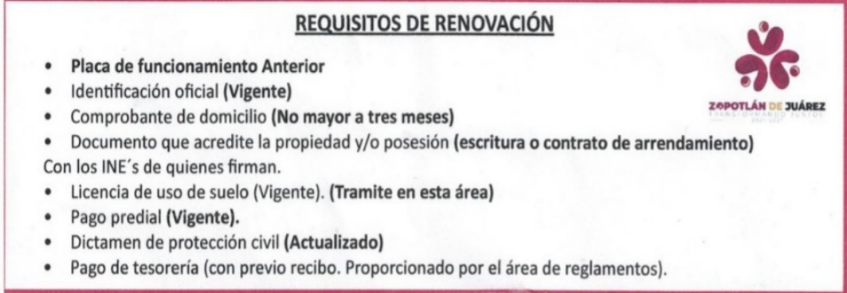 REQUISITOS DE RENOVACIÓN
• Placa de funcionamiento Anterior
• Identificación oficial (Vigente)
• Comprobante de domicilio (No mayor a tres meses)
• Documento que acredite la propiedad y/o posesión (escritura o contrato de arrendamiento)
Con los INE´s de quienes firman.
• Licencia de uso de suelo (Vigente). (Tramite en esta área)
• Pago predial (Vigente).
• Dictamen de protección civil (Actualizado)
• Pago de tesorería (con previo recibo. Proporcionado por el área de reglamentos).
ZAPOTLÁN DE JUÁREZ